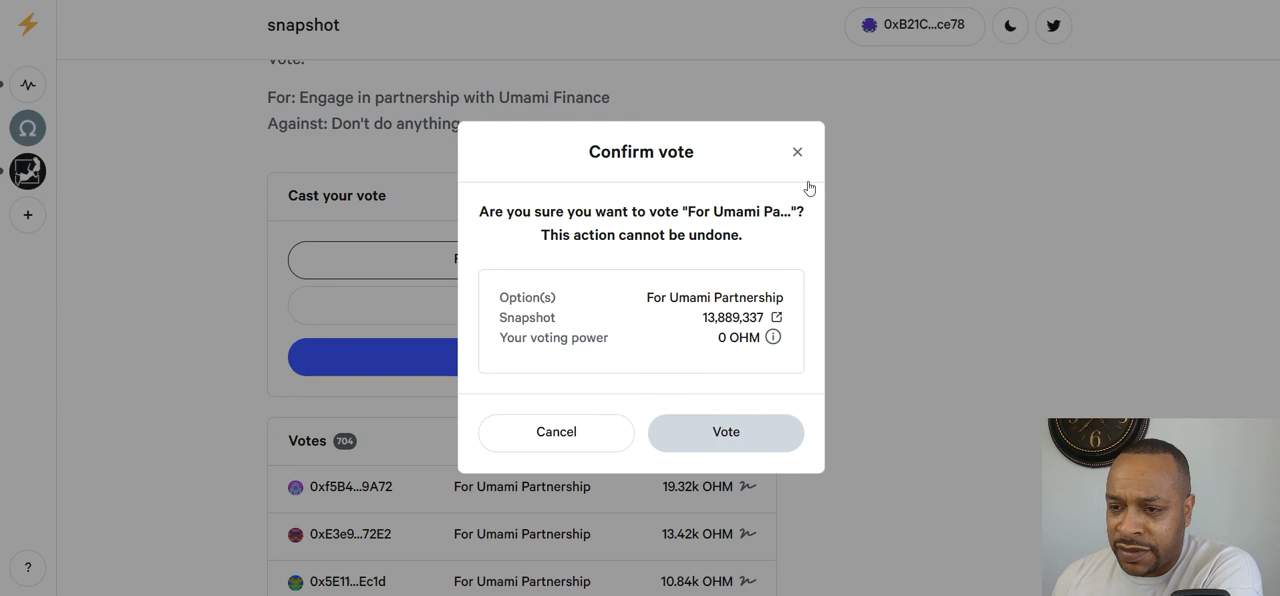 snapshot
0xB21C...ce78
Vote.
For: Engage in partnership with Umami Finance
Against: Don't do anything
Confirm vote
Cast your vote
Are you sure you want to vote "For Umami Pa..."?
This action cannot be undone.
Option(s) For Umami Partnership
Snapshot 13,889,337
Your voting power 0 OHM
Cancel Vote
Votes 704
0xf5B4...9A72 For Umami Partnership 19.32k OHM
0xE3e9...72E2 For Umami Partnership 13.42k OHM
0x5E11...Ec1d For Umami Partnership 10.84k OHM
?
6